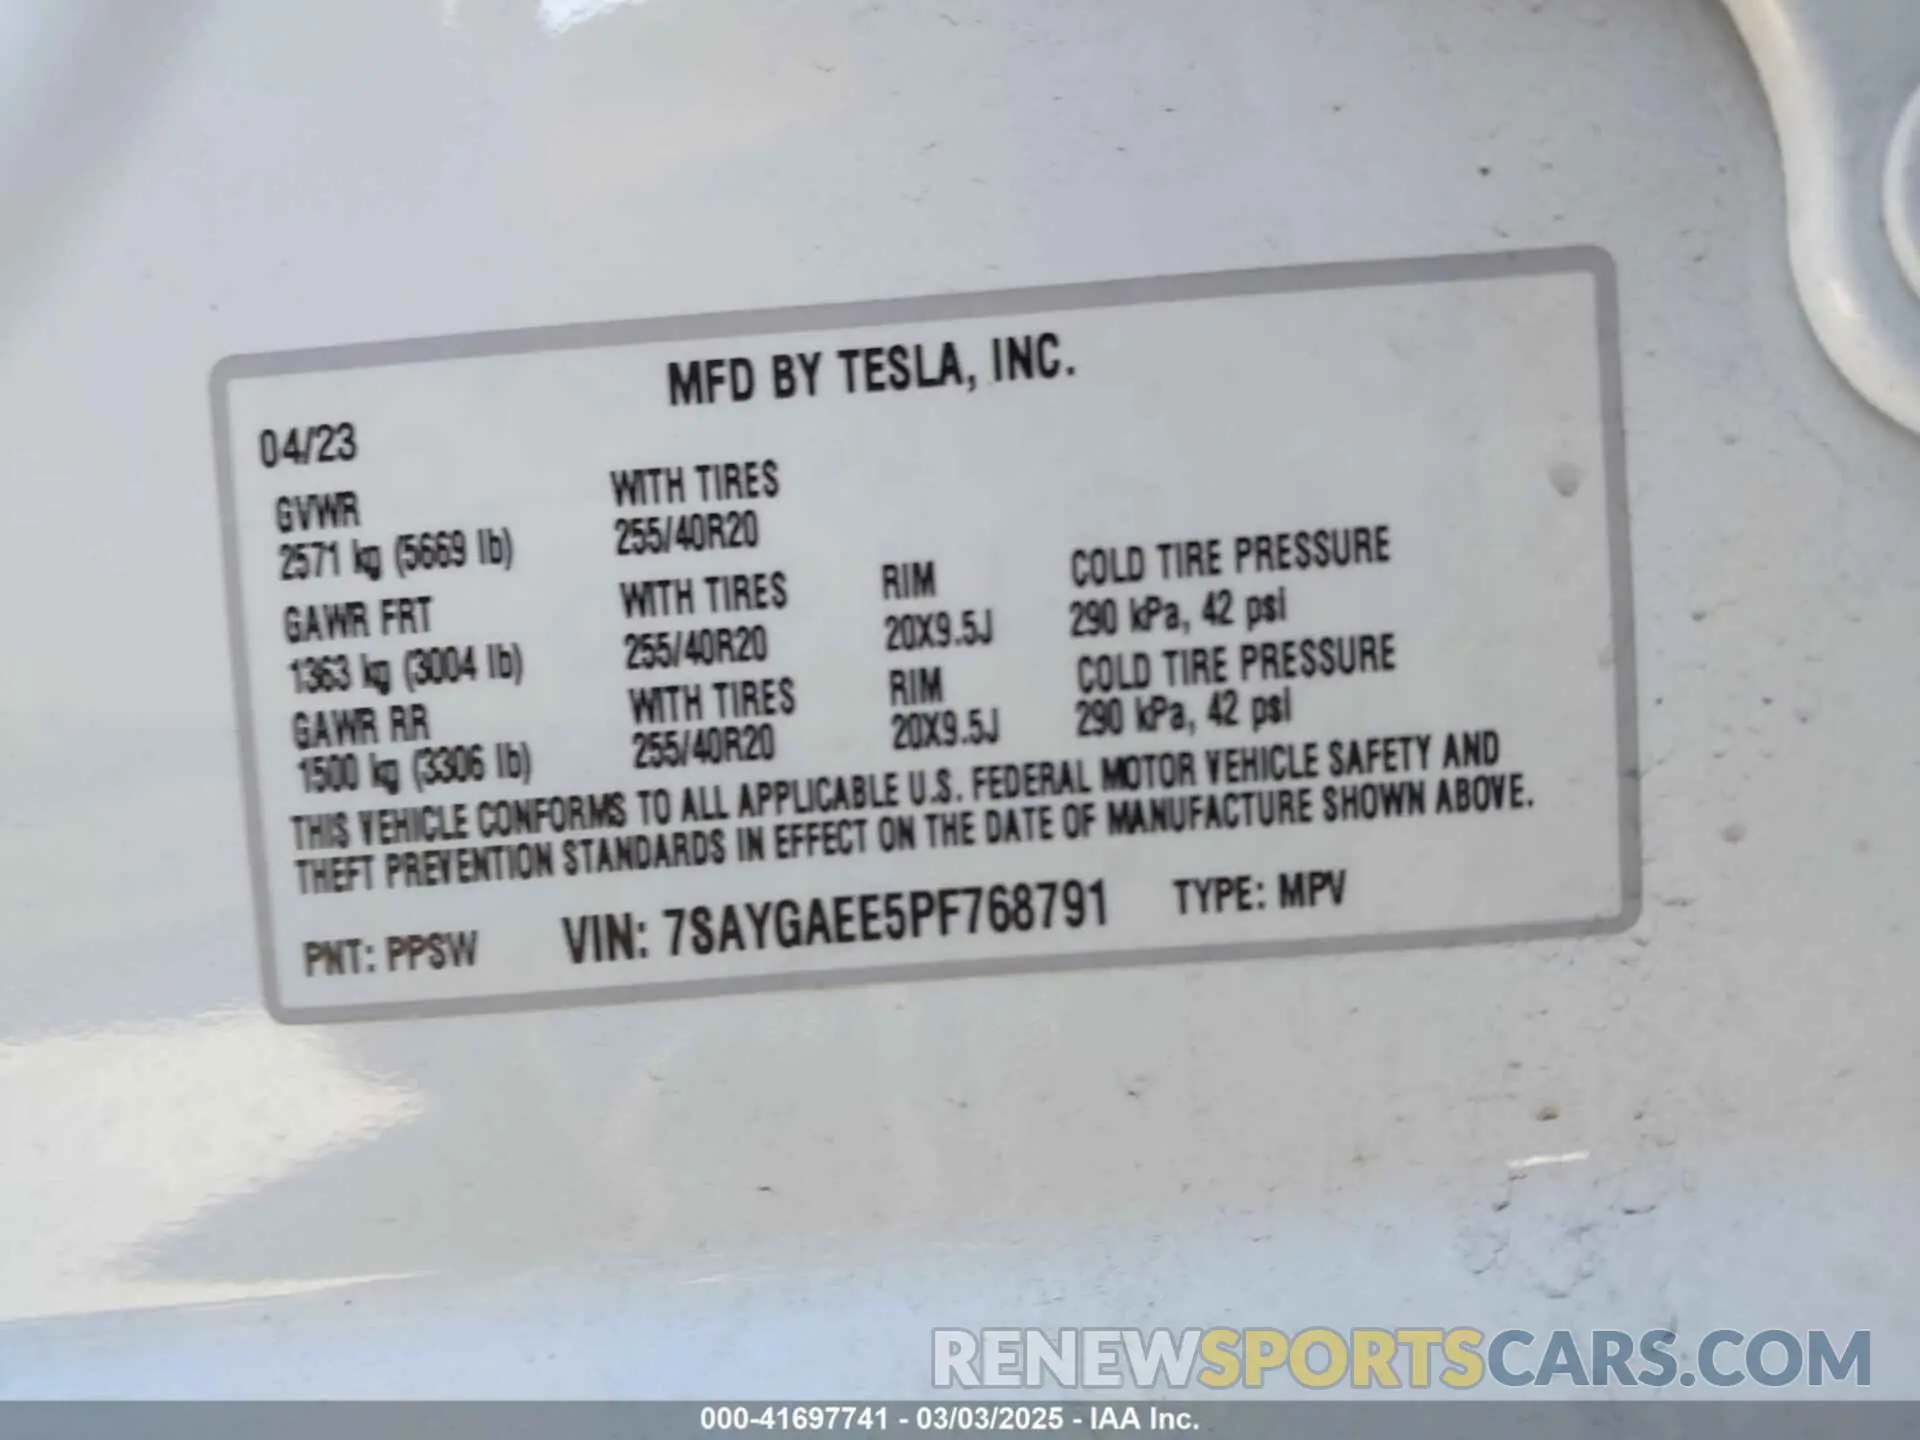 MFD BY TESLA, INC.
04/23
GVWR WITH TIRES
2571 kg (5669 lb) 255/40R20
GAWR FRT WITH TIRES RIM COLD TIRE PRESSURE
1363 kg (3004 lb) 255/40R20 20X9.5J 290 kPa, 42 psi
GAWR RR WITH TIRES RIM COLD TIRE PRESSURE
1500 kg (3306 lb) 255/40R20 20X9.5J 290 kPa, 42 psi
THIS VEHICLE CONFORMS TO ALL APPLICABLE U.S. FEDERAL MOTOR VEHICLE SAFETY AND
THEFT PREVENTION STANDARDS IN EFFECT ON THE DATE OF MANUFACTURE SHOWN ABOVE.
PNT: PPSW VIN: 7SAYGAEE5PF768791 TYPE: MPV
RENEWSPORTSCARS.COM
000-41697741 - 03/03/2025 - IAA Inc.